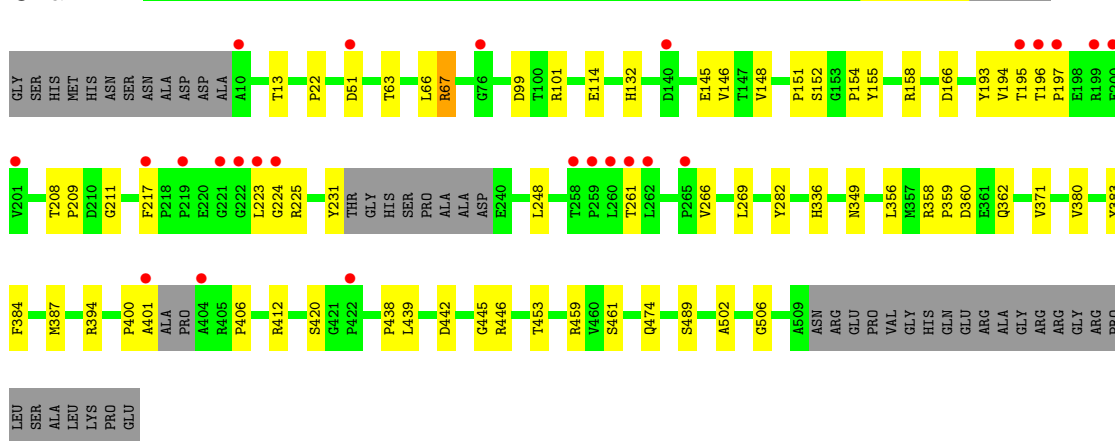 GLY SER HIS MET HIS ASN SER ASN ALA ASP ASP ALA A10 T13 P22 D51 T63 L66 R67 G76 D99 T100 R101 E114 H132 D140 E145 V146 T147 V148 P151 S152 G153 P154 Y155 R158 D166 Y193 V194 T195 T196 P197 E198 R199
V201 T208 P209 D210 G211 F217 P218 P219 E220 G221 G222 L223 G224 R225 Y231 THR GLY HIS SER PRO ALA ALA ASP E240 L248 T258 P259 L260 T261 L262 P265 V266 L269 Y282 H336 N349 L356 M357 R358 P359 D360 E361 Q362 V371 V380
F384 M387 R394 P400 A401 ALA PRO A404 R405 P406 R412 S420 G421 P422 P438 L439 D442 G445 R446 T453 R459 V460 S461 Q474 S489 A502 G506 A509 ASN ARG GLU PRO VAL GLY HIS GLN GLU ARG ALA GLY ARG ARG GLY ARG PRO
LEU SER ALA LEU LYS PRO GLU